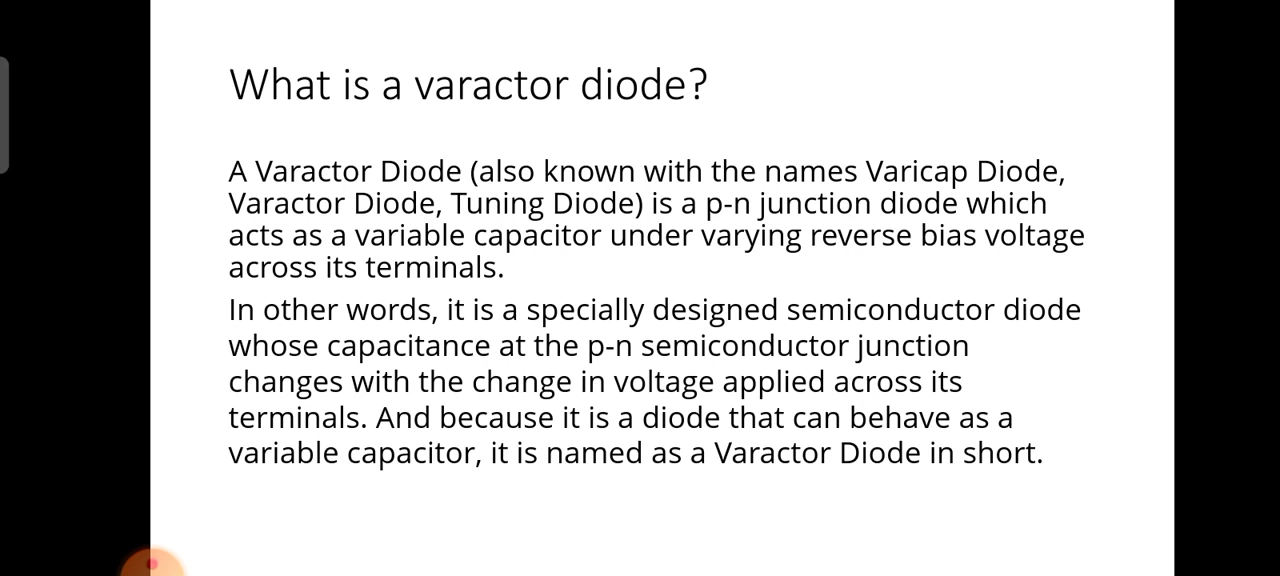 What is a varactor diode?
A Varactor Diode (also known with the names Varicap Diode,
Varactor Diode, Tuning Diode) is a p-n junction diode which
acts as a variable capacitor under varying reverse bias voltage
across its terminals.
In other words, it is a specially designed semiconductor diode
whose capacitance at the p-n semiconductor junction
changes with the change in voltage applied across its
terminals. And because it is a diode that can behave as a
variable capacitor, it is named as a Varactor Diode in short.